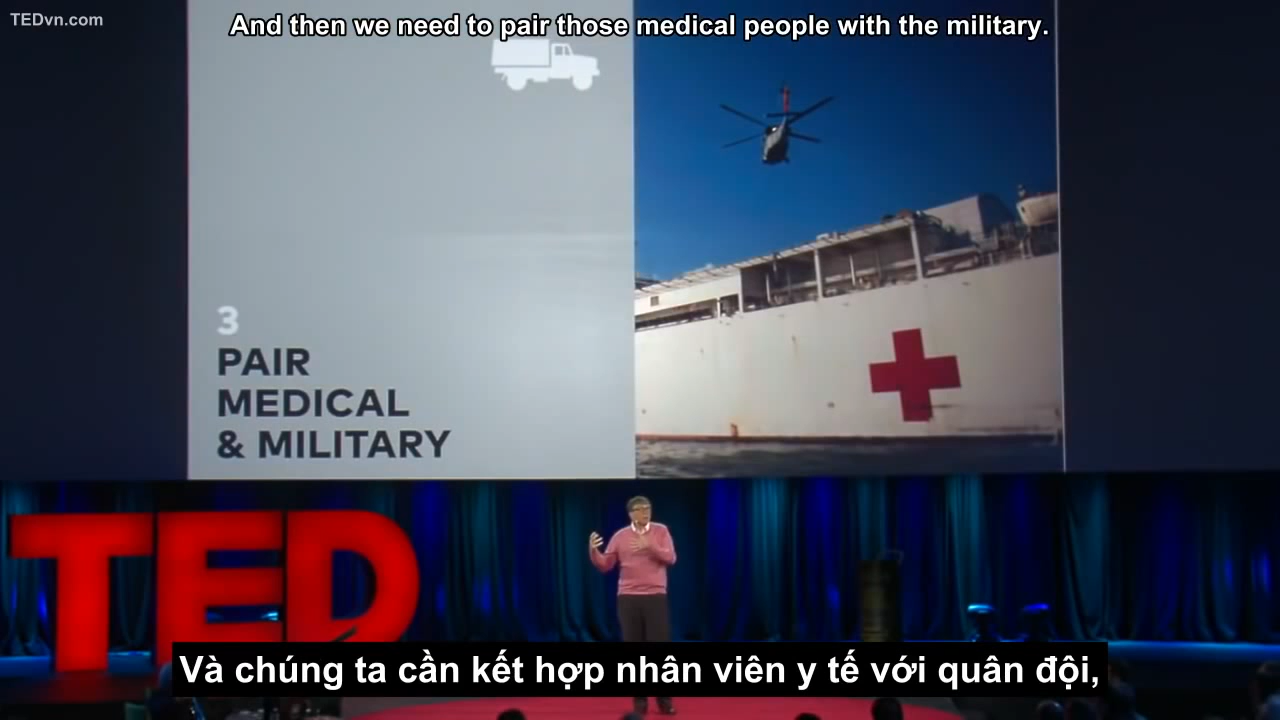 TEDvn.com
And then we need to pair those medical people with the military.
3
PAIR
MEDICAL
& MILITARY
TED
Và chúng ta cần kết hợp nhân viên y tế với quân đội,